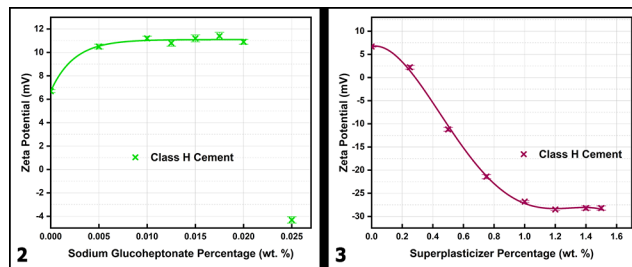 12
10
8
6
4
2
0
-2
-4
Zeta Potential (mV)
Class H Cement
0.000 0.005 0.010 0.015 0.020 0.025
Sodium Glucoheptonate Percentage (wt. %)
2
10
5
0
-5
-10
-15
-20
-25
-30
Zeta Potential (mV)
Class H Cement
0.0 0.2 0.4 0.6 0.8 1.0 1.2 1.4 1.6
Superplasticizer Percentage (wt. %)
3